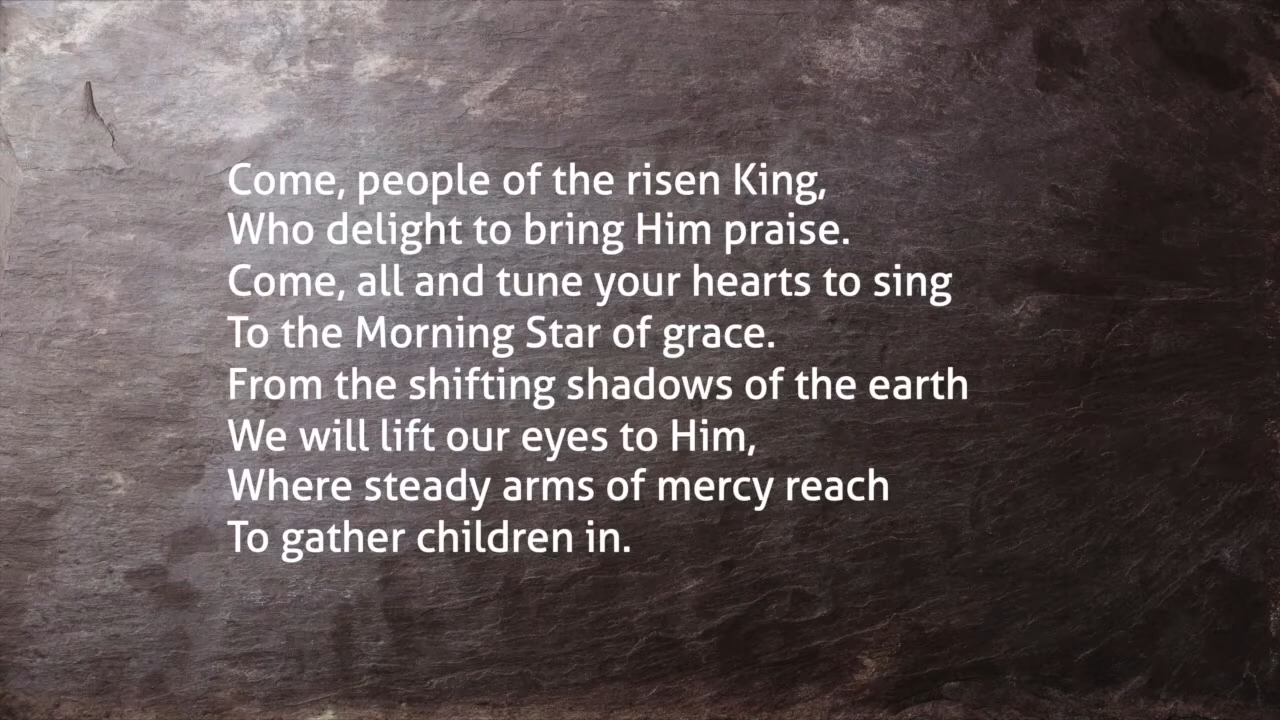 Come, people of the risen King,
Who delight to bring Him praise.
Come, all and tune your hearts to sing
To the Morning Star of grace.
From the shifting shadows of the earth
We will lift our eyes to Him,
Where steady arms of mercy reach
To gather children in.